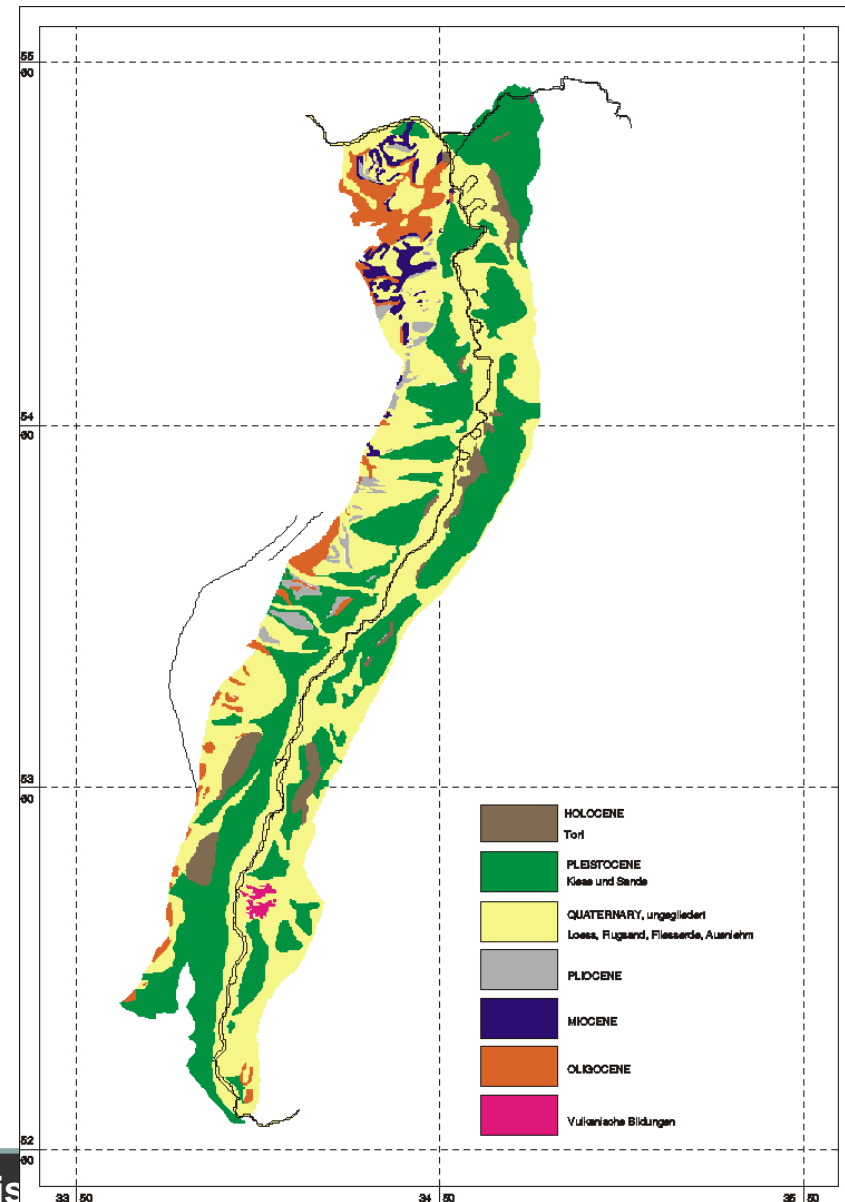 55
60
54
60
53
60
HOLOCENE
Torf
PLEISTOCENE
Kiese und Sande
QUATERNARY, ungegliedert
Loess, Flugsand, Fliesserde, Auenlehm
PLIOCENE
MIOCENE
OLIGOCENE
Vulkanische Bildungen
52
60
is
33 50
34 50
35 50